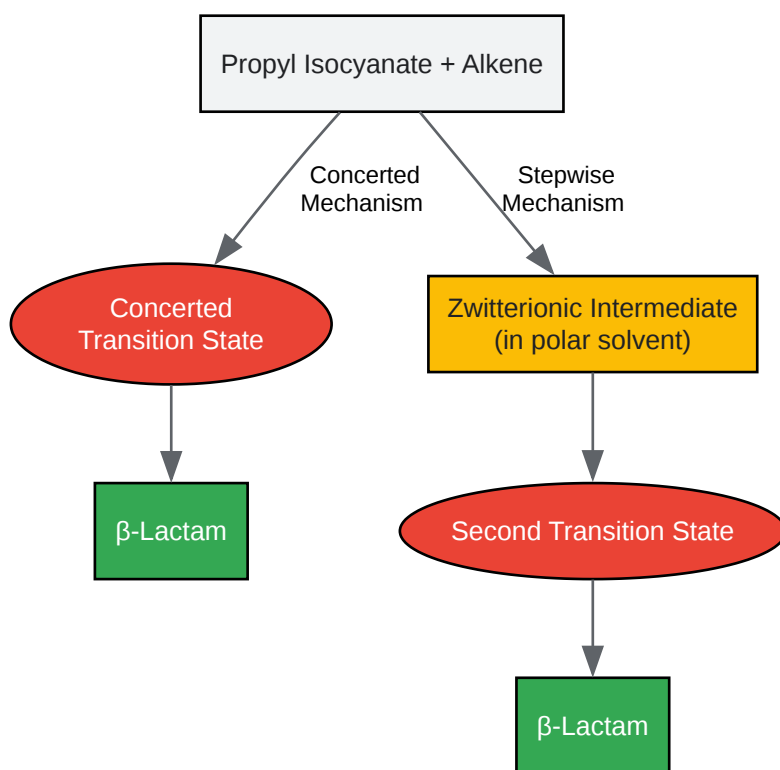 Propyl Isocyanate + Alkene
Concerted
Mechanism
Stepwise
Mechanism
Concerted
Transition State
Zwitterionic Intermediate
(in polar solvent)
β-Lactam
Second Transition State
β-Lactam